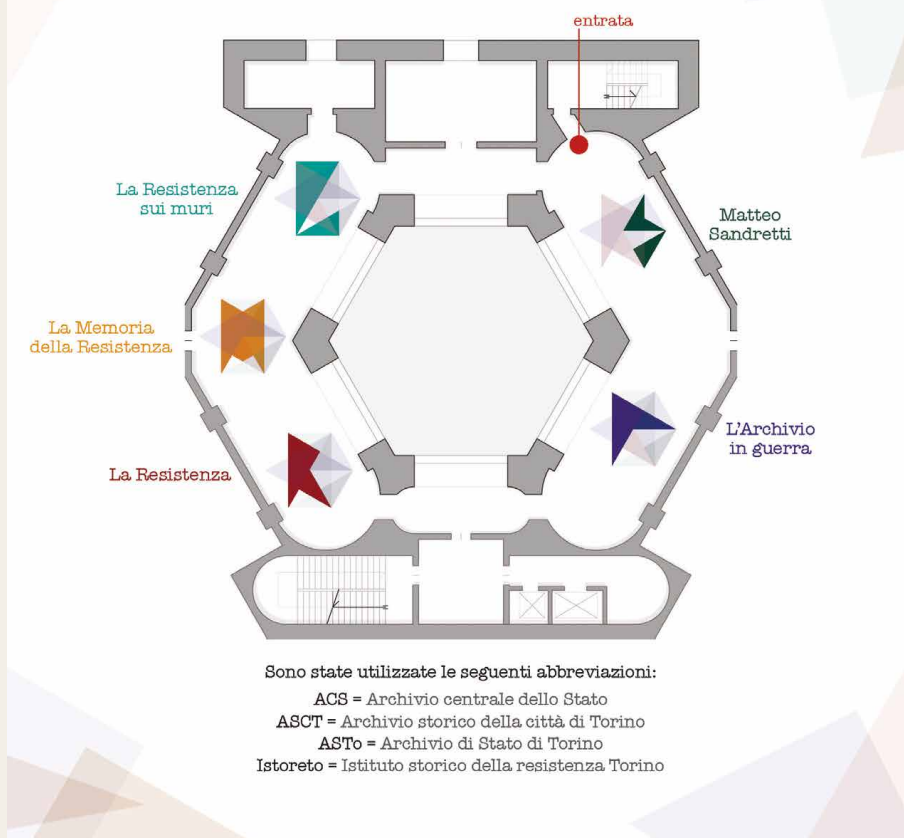 entrata
La Resistenza
sui muri
Matteo
Sandretti
La Memoria
della Resistenza
L'Archivio
in guerra
La Resistenza
Sono state utilizzate le seguenti abbreviazioni:
ACS = Archivio centrale dello Stato
ASCT = Archivio storico della città di Torino
ASTo = Archivio di Stato di Torino
Istoreto = Istituto storico della resistenza Torino